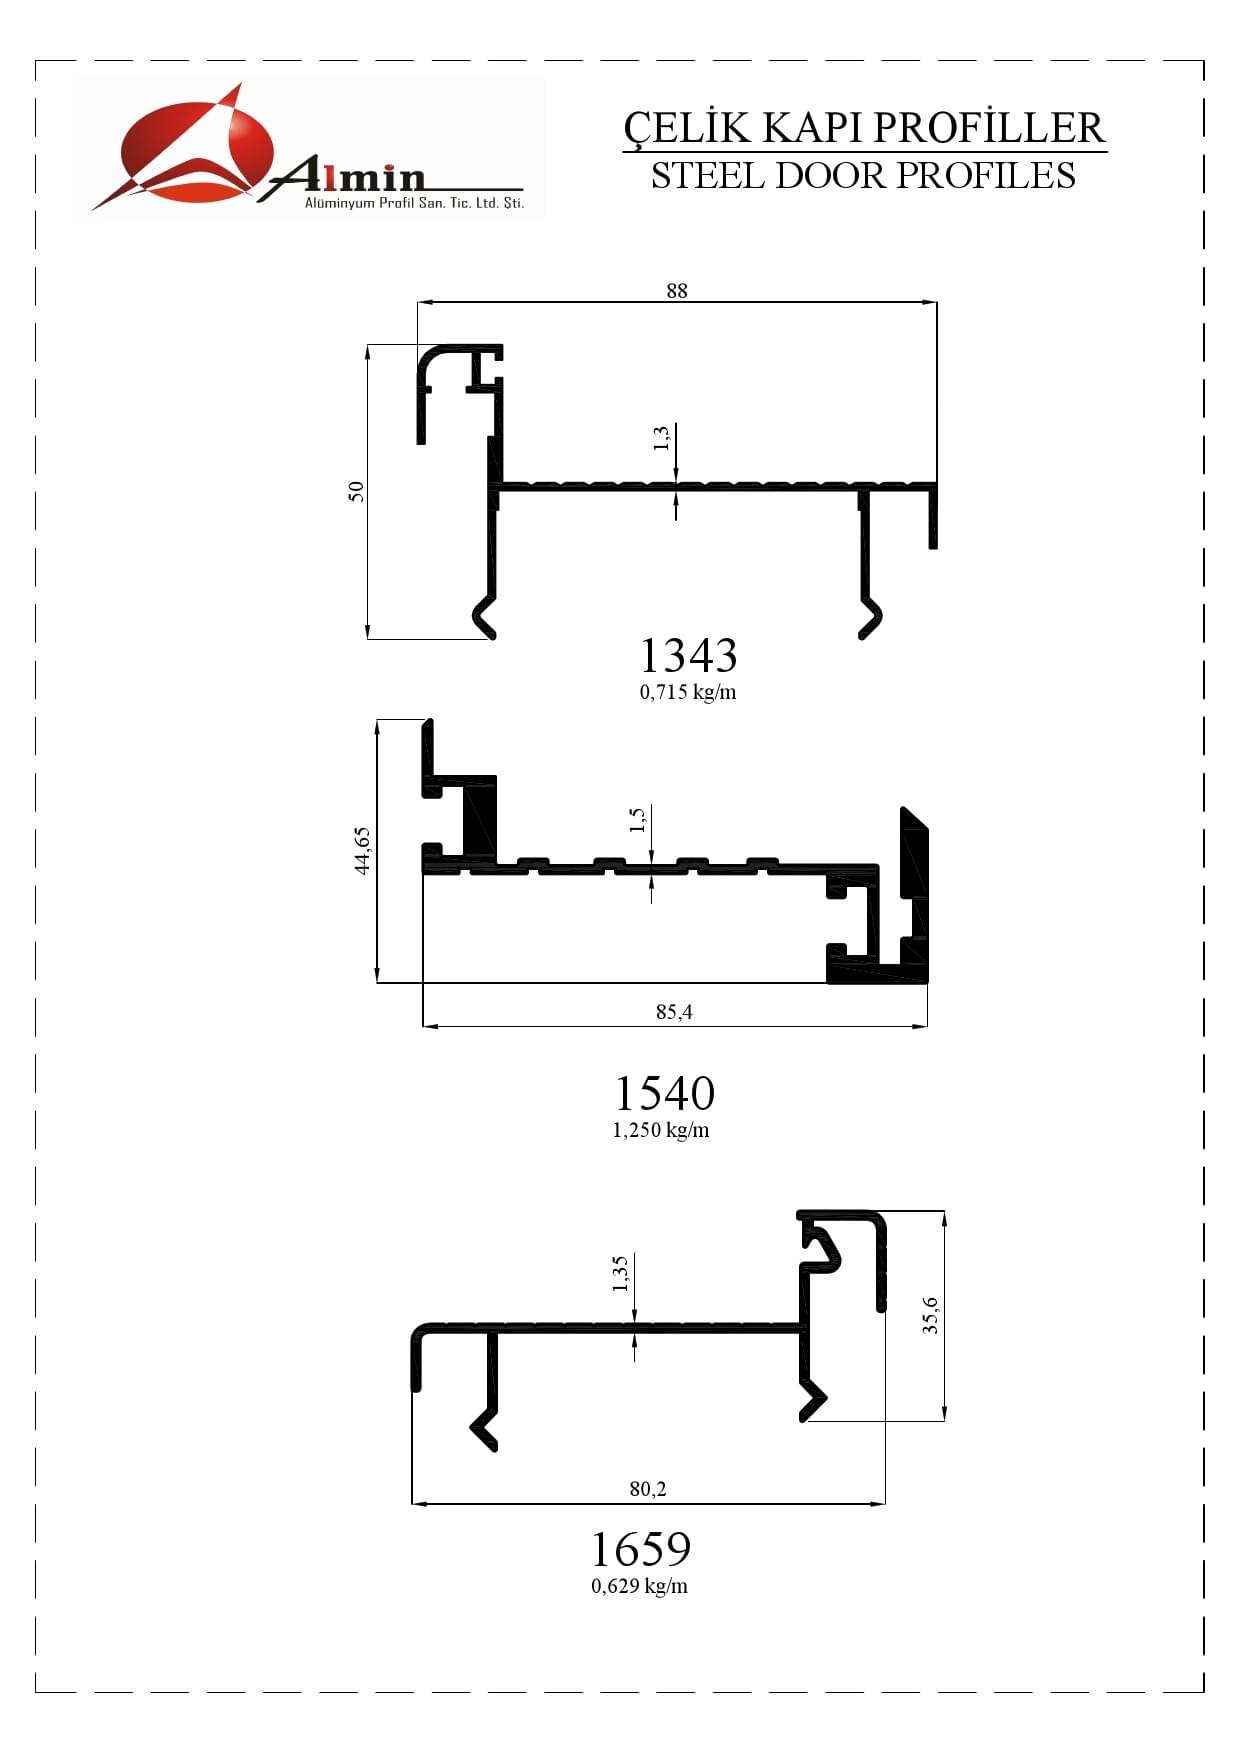 Almin
Alüminyum Profil San. Tic. Ltd. Şti.
ÇELİK KAPI PROFİLLER
STEEL DOOR PROFILES
88
50
1,3
1343
0,715 kg/m
44,65
1,5
85,4
1540
1,250 kg/m
1,35
35,6
80,2
1659
0,629 kg/m